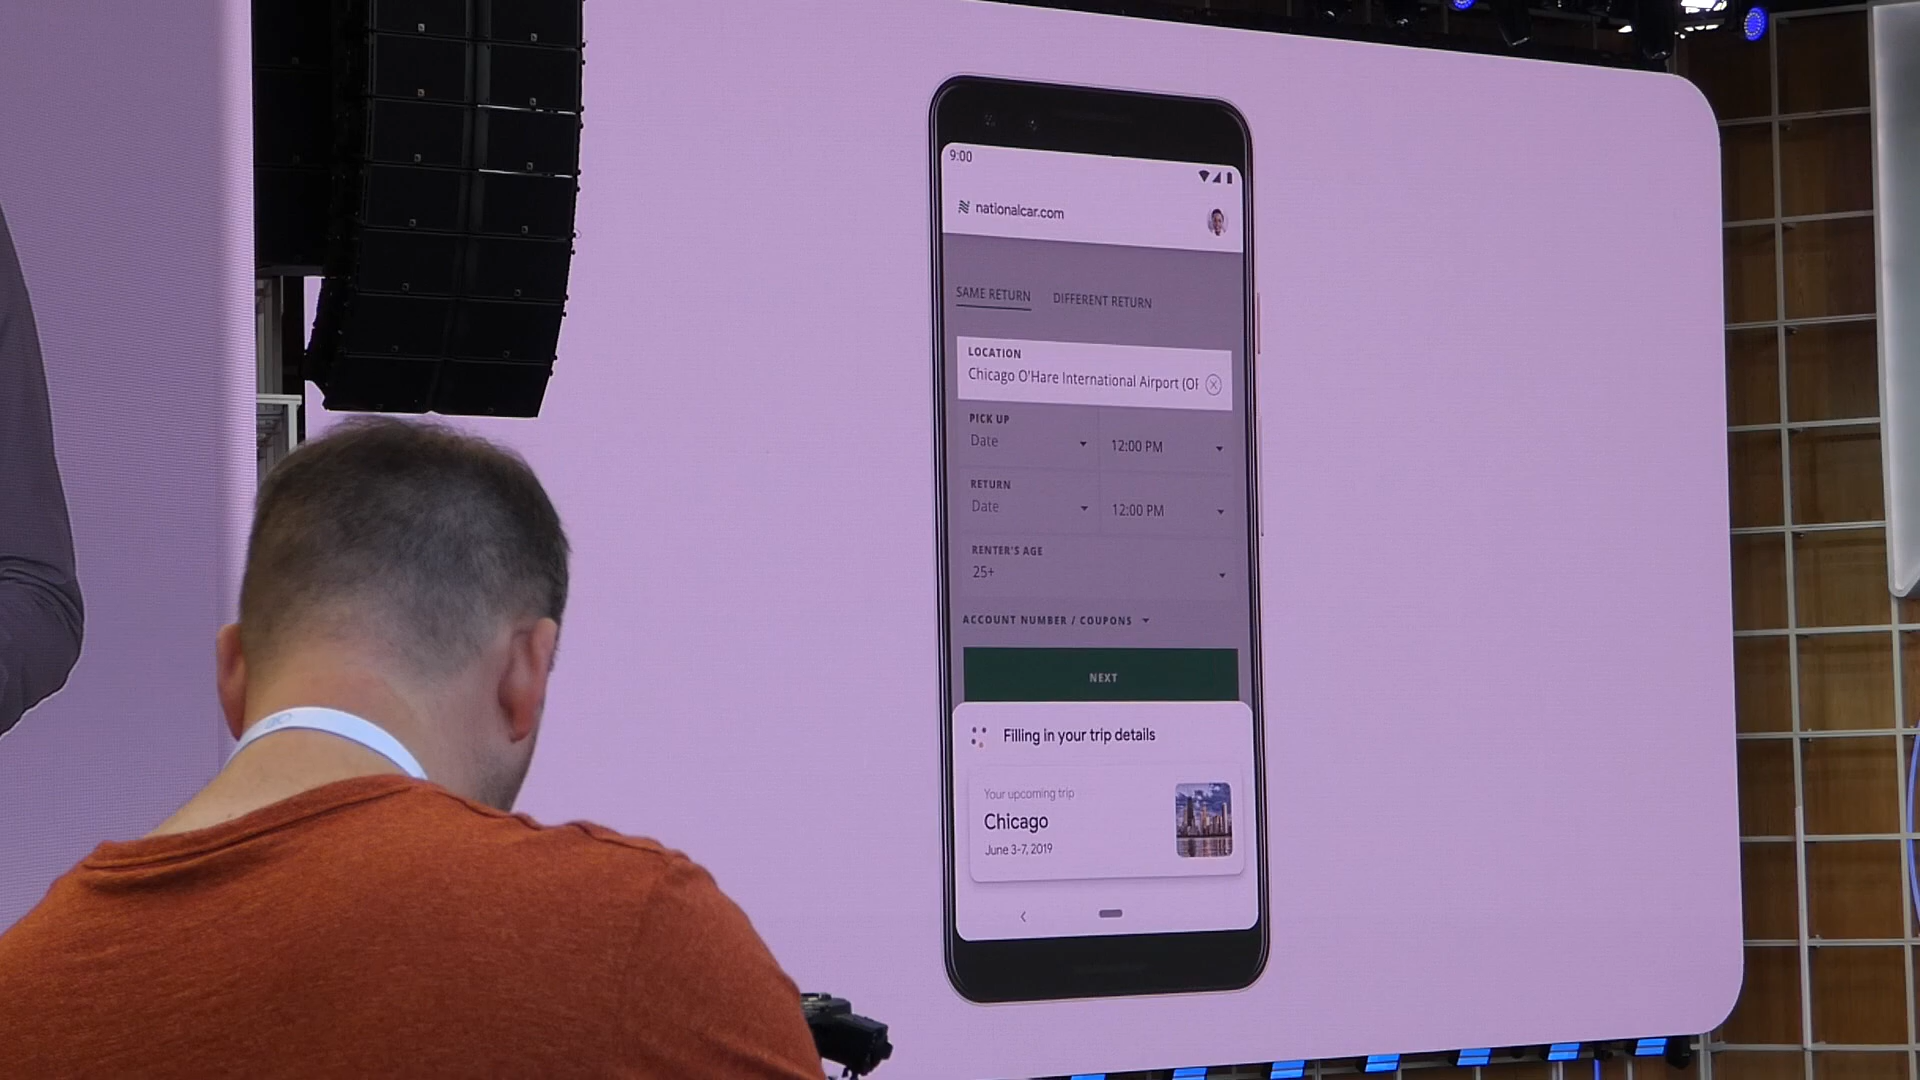 9:00
nationalcar.com
SAME RETURN DIFFERENT RETURN
LOCATION
Chicago O'Hare International Airport (OR
PICK UP
Date 12:00 PM
RETURN
Date 12:00 PM
RENTER'S AGE
25+
ACCOUNT NUMBER / COUPONS
NEXT
Filling in your trip details
Your upcoming trip
Chicago
June 3-7, 2019